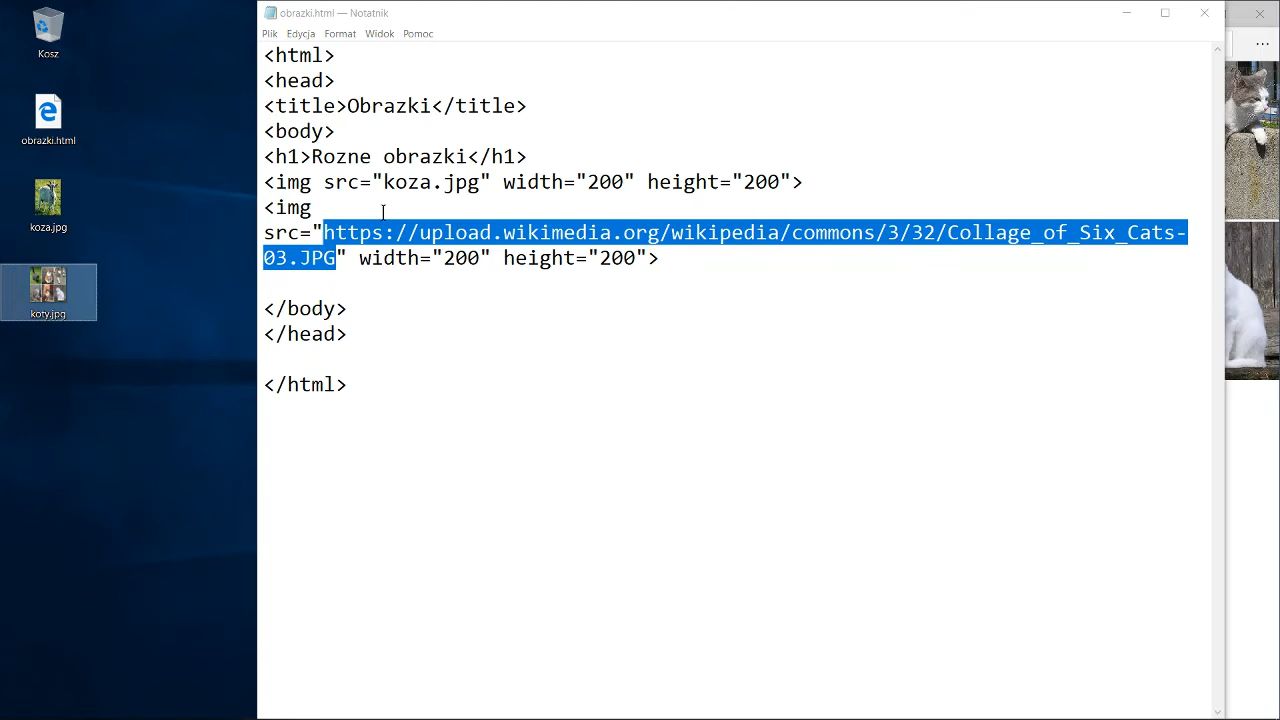 Kosz
obrazki.html
koza.jpg
koty.jpg
obrazki.html — Notatnik
Plik Edycja Format Widok Pomoc
<html>
<head>
<title>Obrazki</title>
<body>
<h1>Rozne obrazki</h1>
<img src="koza.jpg" width="200" height="200">
<img
src="https://upload.wikimedia.org/wikipedia/commons/3/32/Collage_of_Six_Cats-
03.JPG" width="200" height="200">
</body>
</head>
</html>